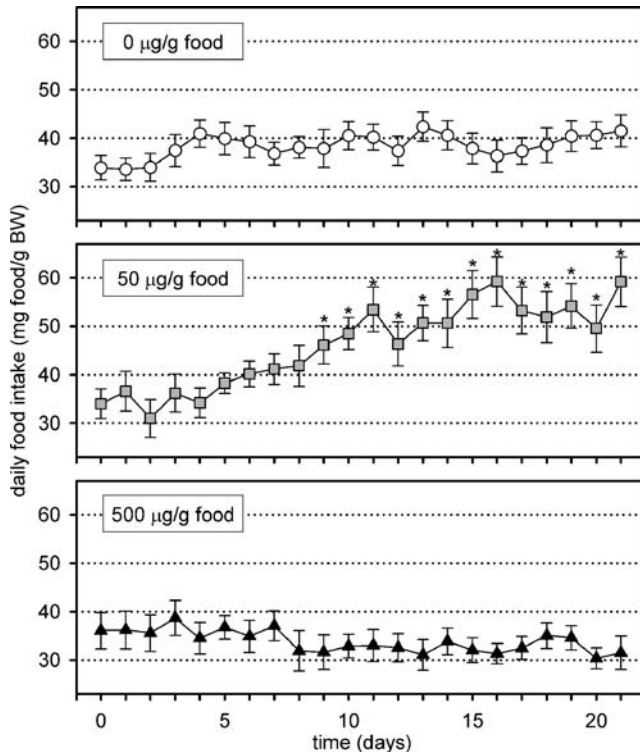 60
0 μg/g food
50
40
30
60
50 μg/g food
* * * * * * * * * * * * *
50
40
30
daily food intake (mg food/g BW)
60
500 μg/g food
50
40
30
0 5 10 15 20
time (days)